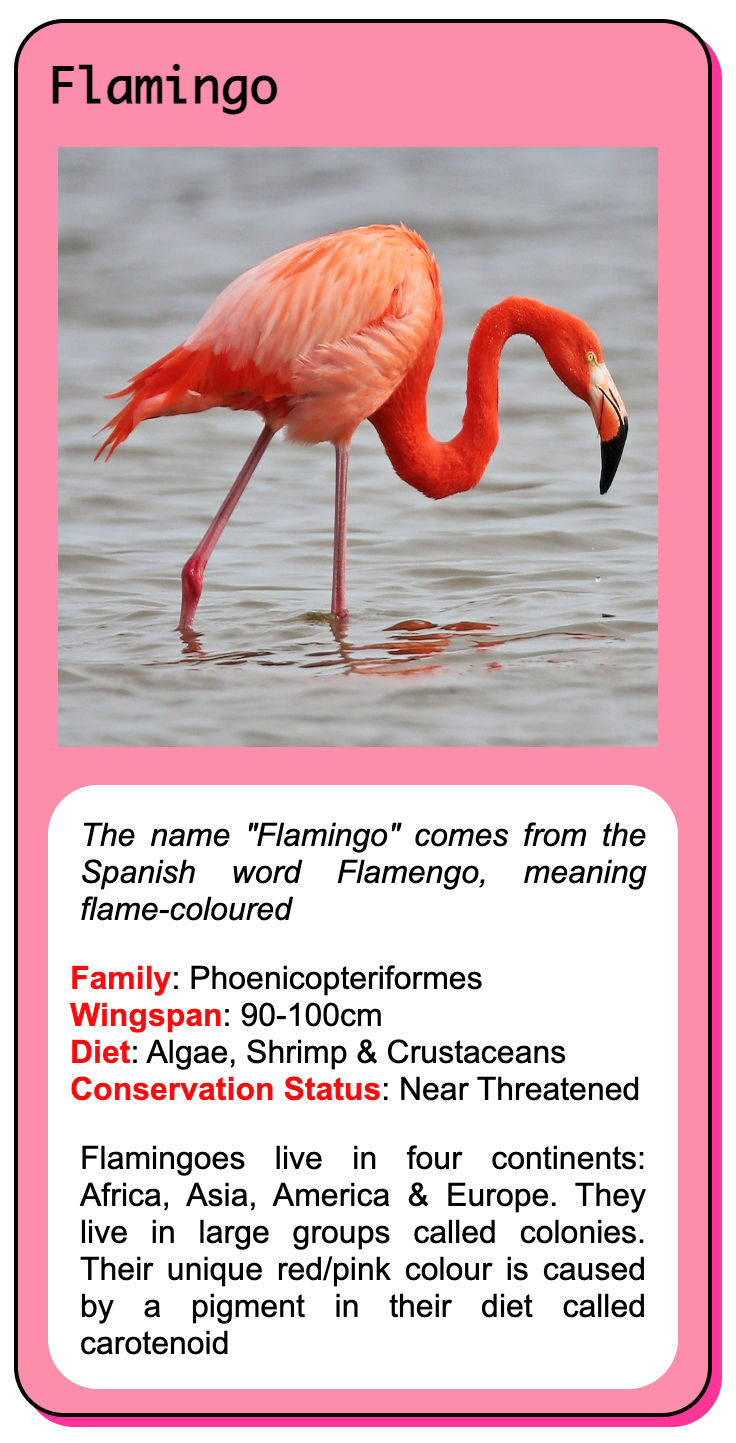 Flamingo
The name "Flamingo" comes from the
Spanish word Flamengo, meaning
flame-coloured
Family: Phoenicopteriformes
Wingspan: 90-100cm
Diet: Algae, Shrimp & Crustaceans
Conservation Status: Near Threatened
Flamingoes live in four continents:
Africa, Asia, America & Europe. They
live in large groups called colonies.
Their unique red/pink colour is caused
by a pigment in their diet called
carotenoid